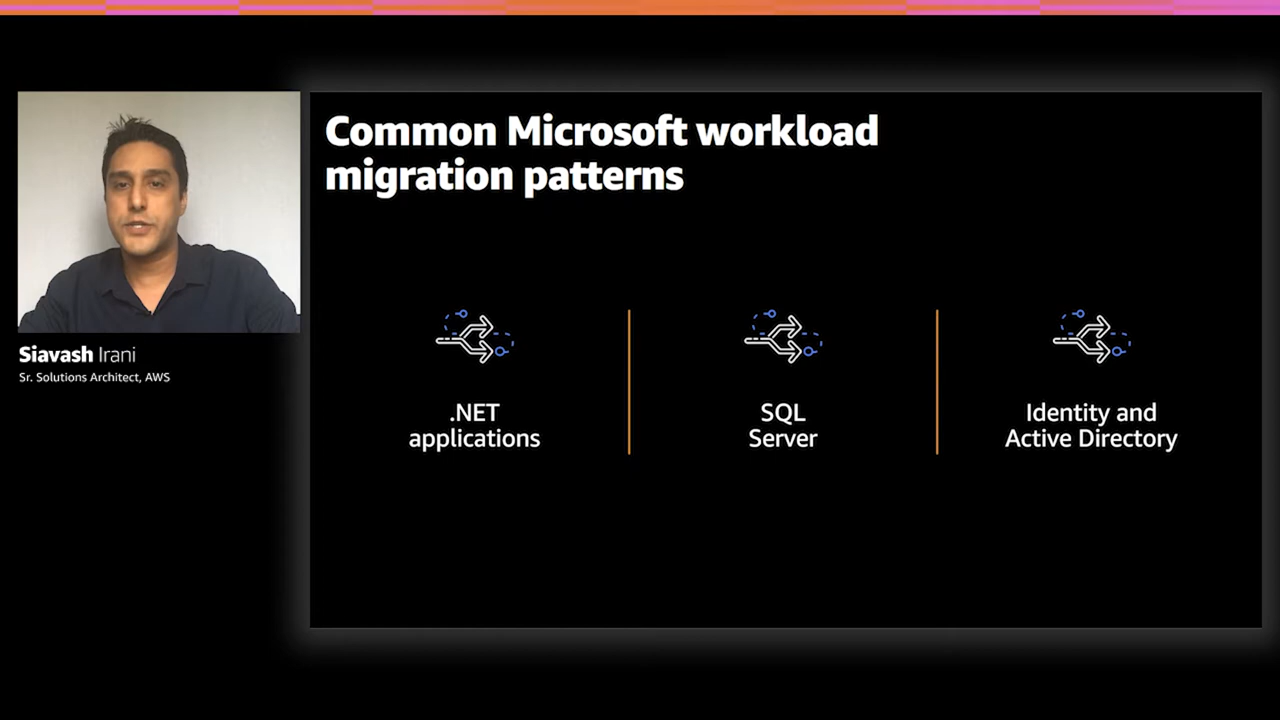 Common Microsoft workload
migration patterns
Siavash Irani
Sr. Solutions Architect, AWS
.NET
applications
SQL
Server
Identity and
Active Directory